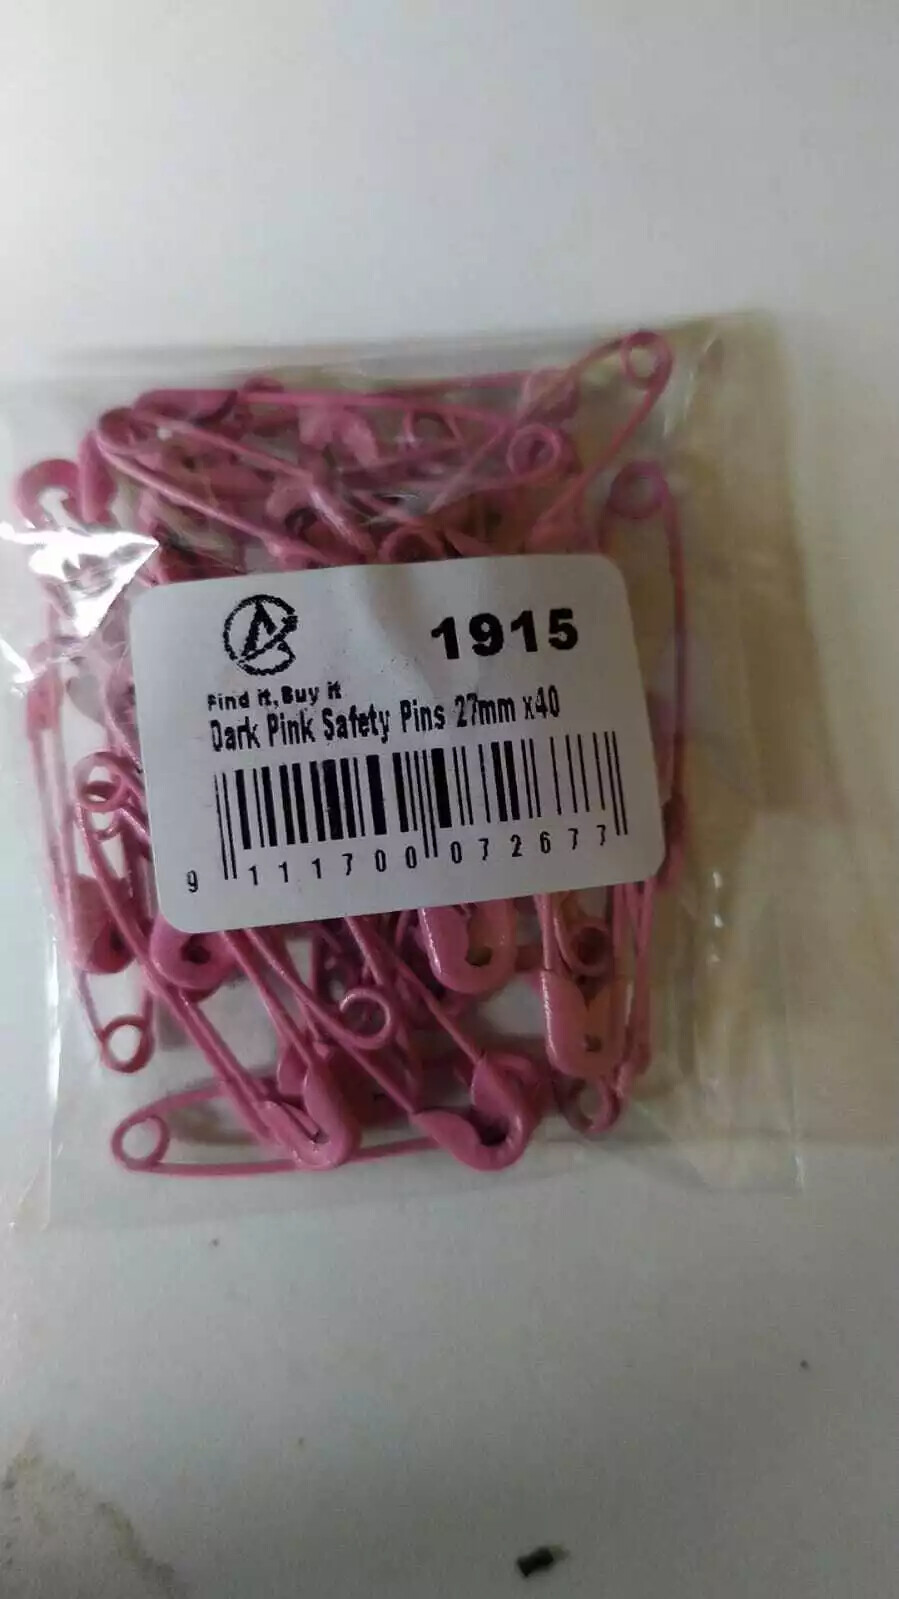 1915
Find it, Buy it
Dark Pink Safety Pins 27mm x40
9 111700 072677